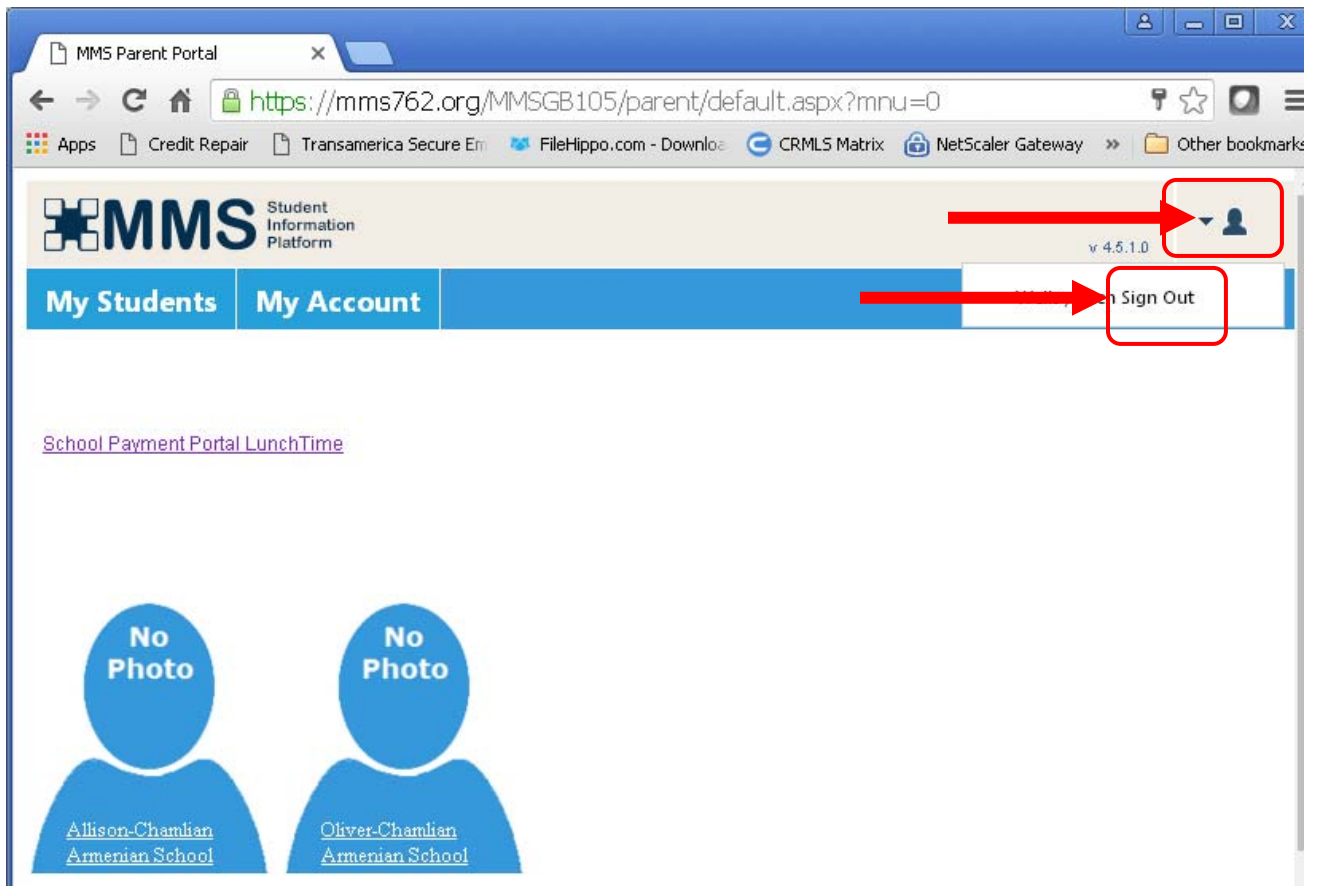 MMS Parent Portal
https://mms762.org/MMSGB105/parent/default.aspx?mnu=0
Apps Credit Repair Transamerica Secure Em FileHippo.com - Downloa CRMLS Matrix NetScaler Gateway » Other bookmarks
MMS Student
Information
Platform
v 4.5.1.0
My Students My Account
Sign Out
School Payment Portal LunchTime
No
Photo
Allison-Chamlian
Armenian School
No
Photo
Oliver-Chamlian
Armenian School